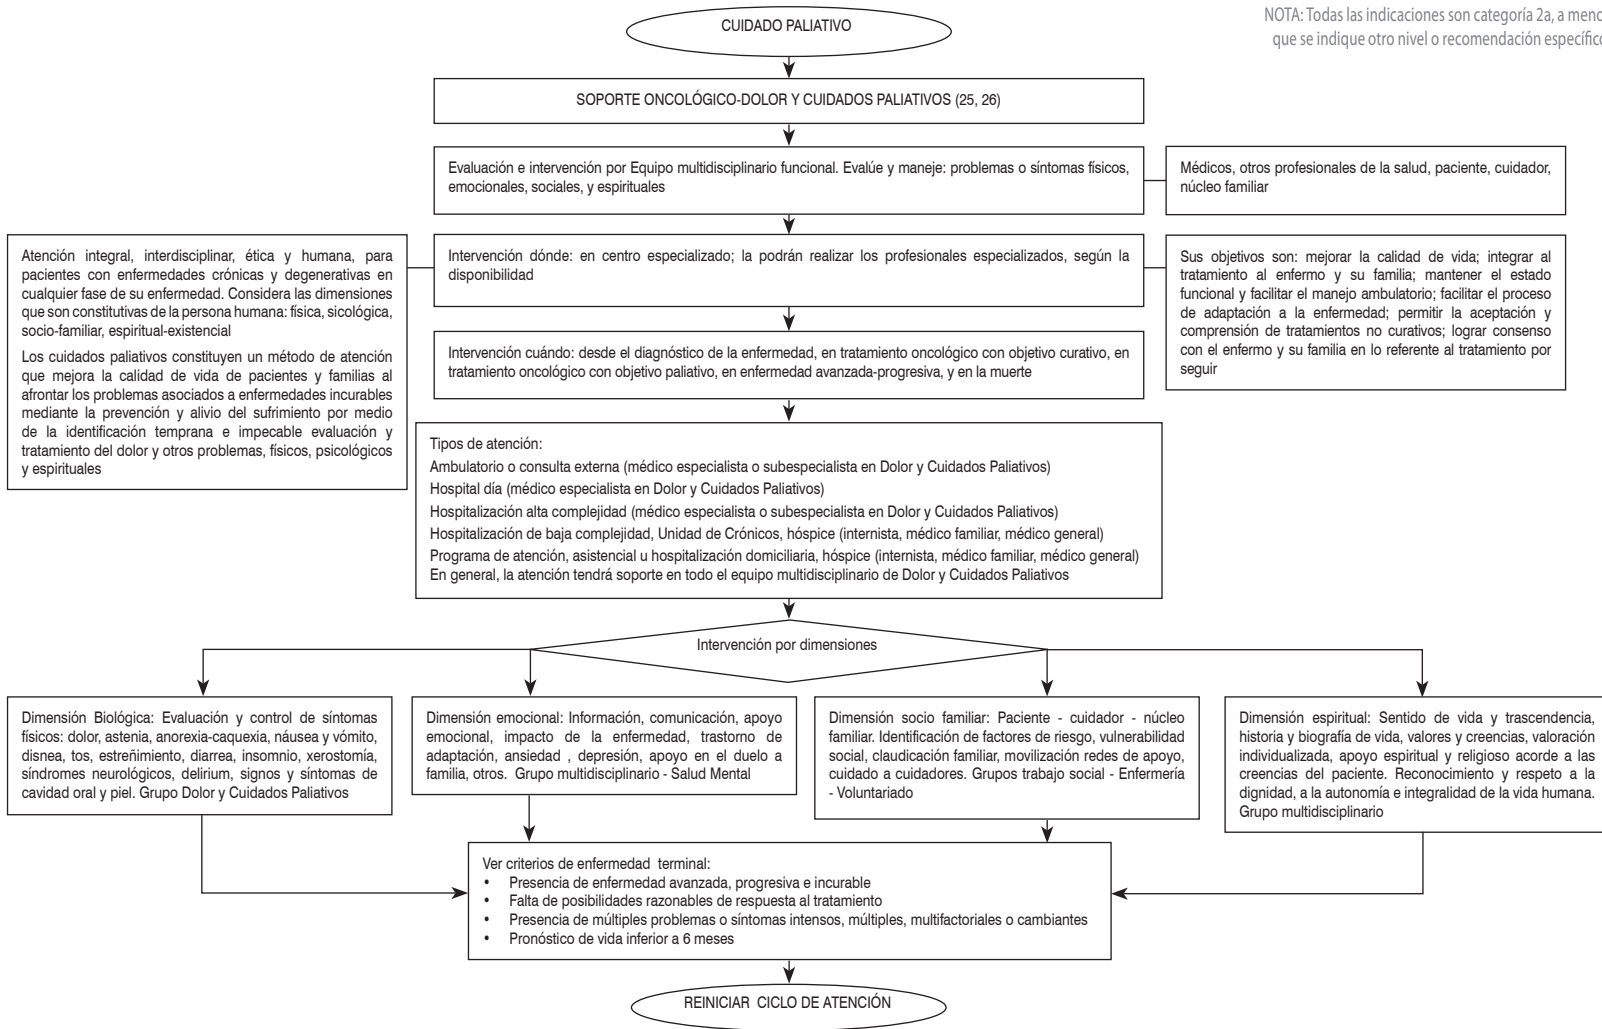 CUIDADO PALIATIVO
NOTA: Todas las indicaciones son categoría 2a, a menos
que se indique otro nivel o recomendación específico
SOPORTE ONCOLÓGICO-DOLOR Y CUIDADOS PALIATIVOS (25, 26)
Evaluación e intervención por Equipo multidisciplinario funcional. Evalúe y maneje: problemas o síntomas físicos,
emocionales, sociales, y espirituales
Médicos, otros profesionales de la salud, paciente, cuidador,
núcleo familiar
Atención integral, interdisciplinar, ética y humana, para
pacientes con enfermedades crónicas y degenerativas en
cualquier fase de su enfermedad. Considera las dimensiones
que son constitutivas de la persona humana: física, sicológica,
socio-familiar, espiritual-existencial
Los cuidados paliativos constituyen un método de atención
que mejora la calidad de vida de pacientes y familias al
afrontar los problemas asociados a enfermedades incurables
mediante la prevención y alivio del sufrimiento por medio
de la identificación temprana e impecable evaluación y
tratamiento del dolor y otros problemas, físicos, psicológicos
y espirituales
Intervención dónde: en centro especializado; la podrán realizar los profesionales especializados, según la
disponibilidad
Sus objetivos son: mejorar la calidad de vida; integrar al
tratamiento al enfermo y su familia; mantener el estado
funcional y facilitar el manejo ambulatorio; facilitar el proceso
de adaptación a la enfermedad; permitir la aceptación y
comprensión de tratamientos no curativos; lograr consenso
con el enfermo y su familia en lo referente al tratamiento por
seguir
Intervención cuándo: desde el diagnóstico de la enfermedad, en tratamiento oncológico con objetivo curativo, en
tratamiento oncológico con objetivo paliativo, en enfermedad avanzada-progresiva, y en la muerte
Tipos de atención:
Ambulatorio o consulta externa (médico especialista o subespecialista en Dolor y Cuidados Paliativos)
Hospital día (médico especialista en Dolor y Cuidados Paliativos)
Hospitalización alta complejidad (médico especialista o subespecialista en Dolor y Cuidados Paliativos)
Hospitalización de baja complejidad, Unidad de Crónicos, hóspice (internista, médico familiar, médico general)
Programa de atención, asistencial u hospitalización domiciliaria, hóspice (internista, médico familiar, médico general)
En general, la atención tendrá soporte en todo el equipo multidisciplinario de Dolor y Cuidados Paliativos
Intervención por dimensiones
Dimensión Biológica: Evaluación y control de síntomas
físicos: dolor, astenia, anorexia-caquexia, náusea y vómito,
disnea, tos, estreñimiento, diarrea, insomnio, xerostomía,
síndromes neurológicos, delirium, signos y síntomas de
cavidad oral y piel. Grupo Dolor y Cuidados Paliativos
Dimensión emocional: Información, comunicación, apoyo
emocional, impacto de la enfermedad, trastorno de
adaptación, ansiedad , depresión, apoyo en el duelo a
familia, otros. Grupo multidisciplinario - Salud Mental
Dimensión socio familiar: Paciente - cuidador - núcleo
familiar. Identificación de factores de riesgo, vulnerabilidad
social, claudicación familiar, movilización redes de apoyo,
cuidado a cuidadores. Grupos trabajo social - Enfermería
- Voluntariado
Dimensión espiritual: Sentido de vida y trascendencia,
historia y biografía de vida, valores y creencias, valoración
individualizada, apoyo espiritual y religioso acorde a las
creencias del paciente. Reconocimiento y respeto a la
dignidad, a la autonomía e integralidad de la vida humana.
Grupo multidisciplinario
Ver criterios de enfermedad terminal:
• Presencia de enfermedad avanzada, progresiva e incurable
• Falta de posibilidades razonables de respuesta al tratamiento
• Presencia de múltiples problemas o síntomas intensos, múltiples, multifactoriales o cambiantes
• Pronóstico de vida inferior a 6 meses
REINICIAR CICLO DE ATENCIÓN